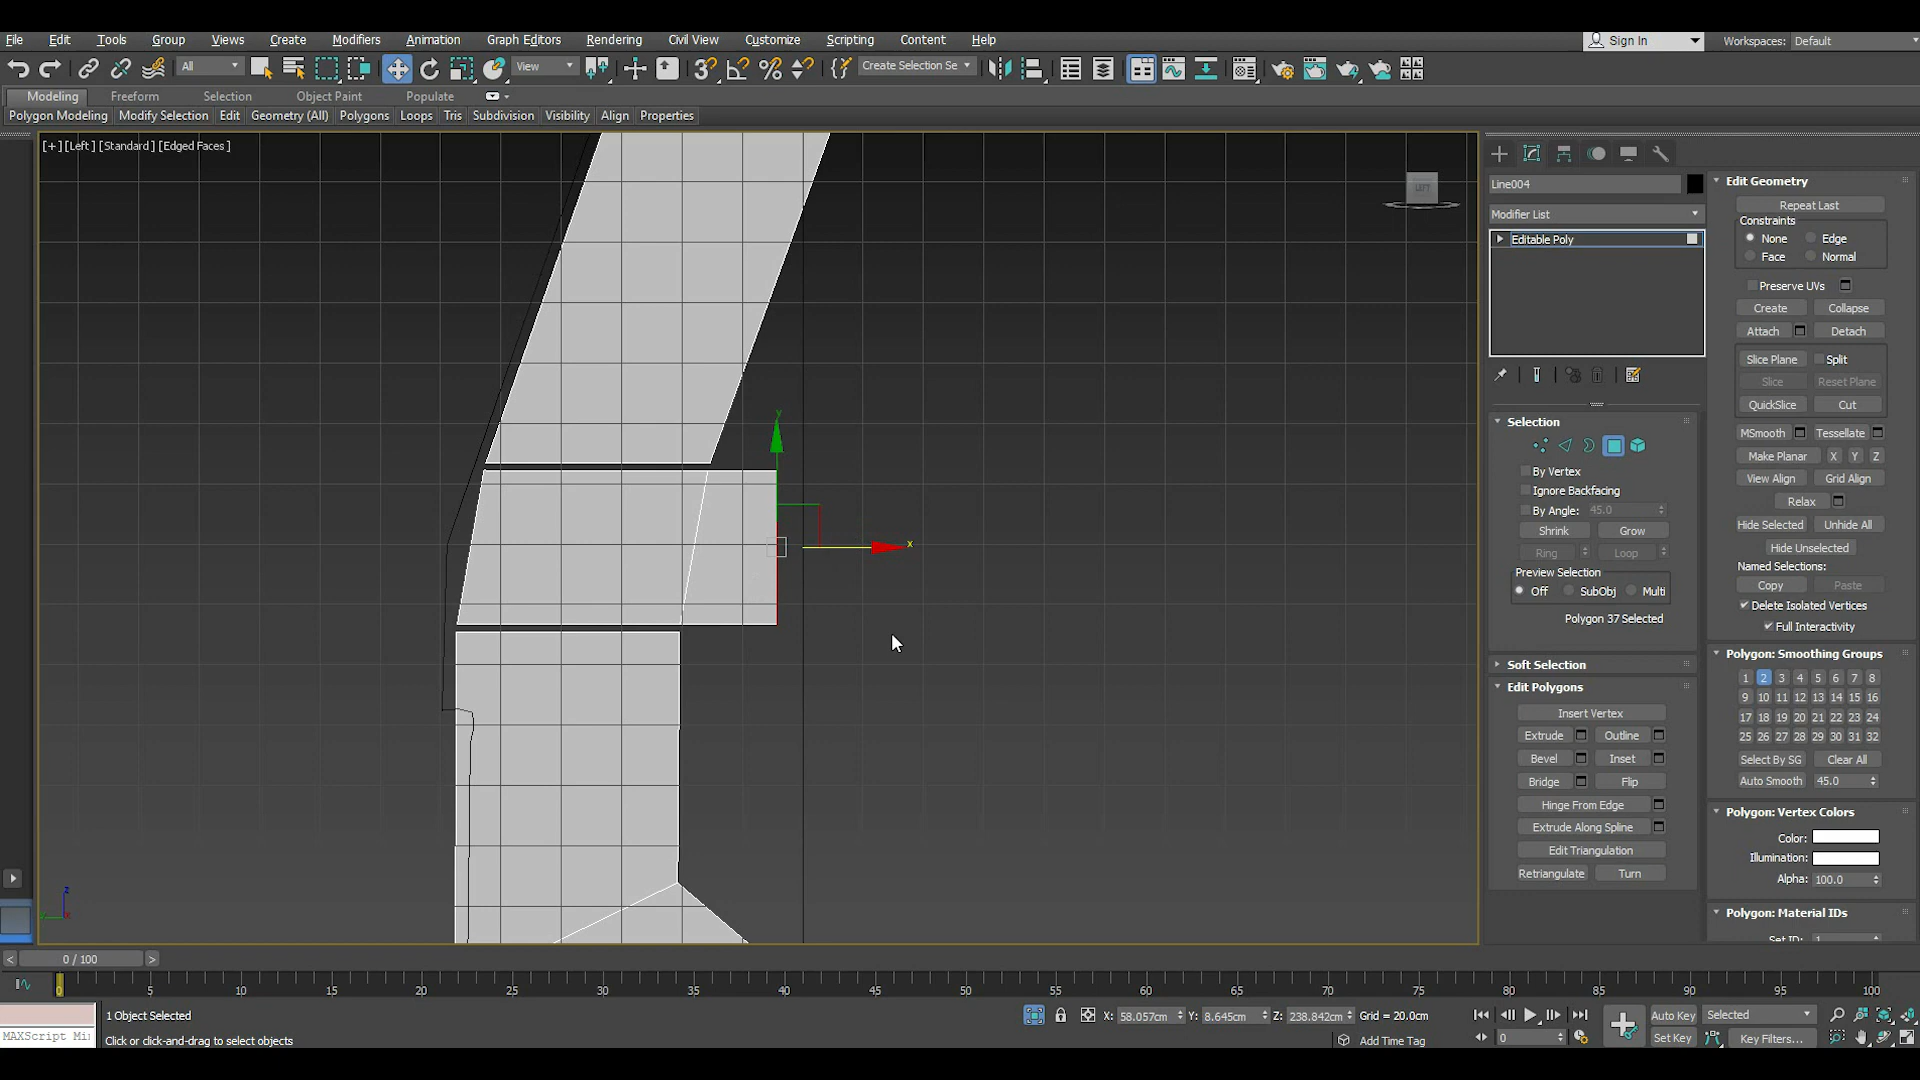 File Edit Tools Group Views Create Modifiers Animation Graph Editors Rendering Civil View Customize Scripting Content Help Sign In Workspaces: Default
All View Create Selection Se
Modeling Freeform Selection Object Paint Populate
Polygon Modeling Modify Selection Edit Geometry (All) Polygons Loops Tris Subdivision Visibility Align Properties
[+] [Left] [Standard] [Edged Faces]
LEFT
y
x
z
Line004
Modifier List
Editable Poly
Selection
By Vertex
Ignore Backfacing
By Angle: 45.0
Shrink Grow
Ring Loop
Preview Selection
Off SubObj Multi
Polygon 37 Selected
Soft Selection
Edit Polygons
Insert Vertex
Extrude Outline
Bevel Inset
Bridge Flip
Hinge From Edge
Extrude Along Spline
Edit Triangulation
Retriangulate Turn
Edit Geometry
Repeat Last
Constraints
None Edge
Face Normal
Preserve UVs
Create Collapse
Attach Detach
Slice Plane Split
Slice Reset Plane
QuickSlice Cut
MSmooth Tessellate
Make Planar X Y Z
View Align Grid Align
Relax
Hide Selected Unhide All
Hide Unselected
Named Selections:
Copy Paste
Delete Isolated Vertices
Full Interactivity
Polygon: Smoothing Groups
1 2 3 4 5 6 7 8
9 10 11 12 13 14 15 16
17 18 19 20 21 22 23 24
25 26 27 28 29 30 31 32
Select By SG Clear All
Auto Smooth 45.0
Polygon: Vertex Colors
Color:
Illumination:
Alpha: 100.0
Polygon: Material IDs
Set ID: 1
< 0 / 100 >
0 5 10 15 20 25 30 35 40 45 50 55 60 65 70 75 80 85 90 95 100
1 Object Selected X: 58.057cm Y: 8.645cm Z: 238.842cm Grid = 20.0cm Auto Key Selected
MAXScript Mi Click or click-and-drag to select objects Add Time Tag 0 Set Key Key Filters...